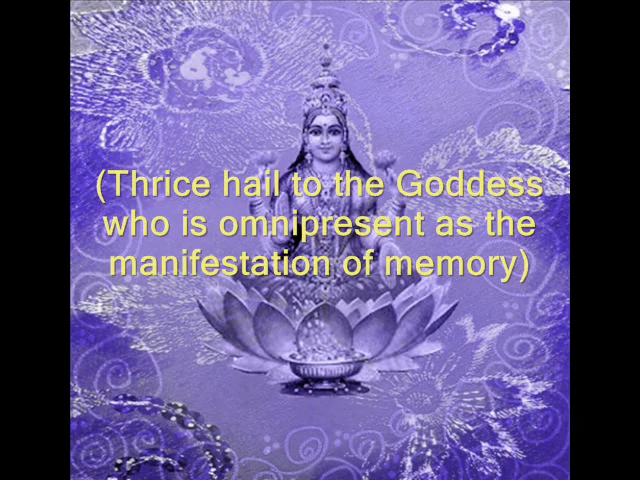 (Thrice hail to the Goddess
who is omnipresent as the
manifestation of memory)